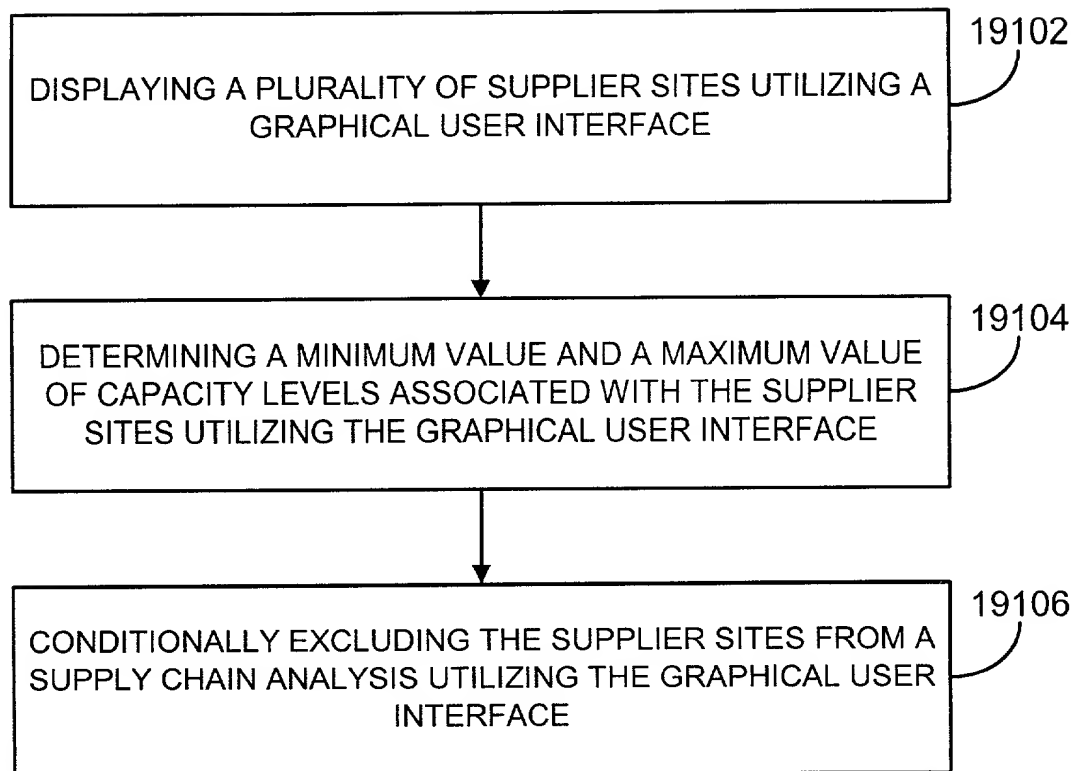 19102
DISPLAYING A PLURALITY OF SUPPLIER SITES UTILIZING A
GRAPHICAL USER INTERFACE
19104
DETERMINING A MINIMUM VALUE AND A MAXIMUM VALUE
OF CAPACITY LEVELS ASSOCIATED WITH THE SUPPLIER
SITES UTILIZING THE GRAPHICAL USER INTERFACE
19106
CONDITIONALLY EXCLUDING THE SUPPLIER SITES FROM A
SUPPLY CHAIN ANALYSIS UTILIZING THE GRAPHICAL USER
INTERFACE